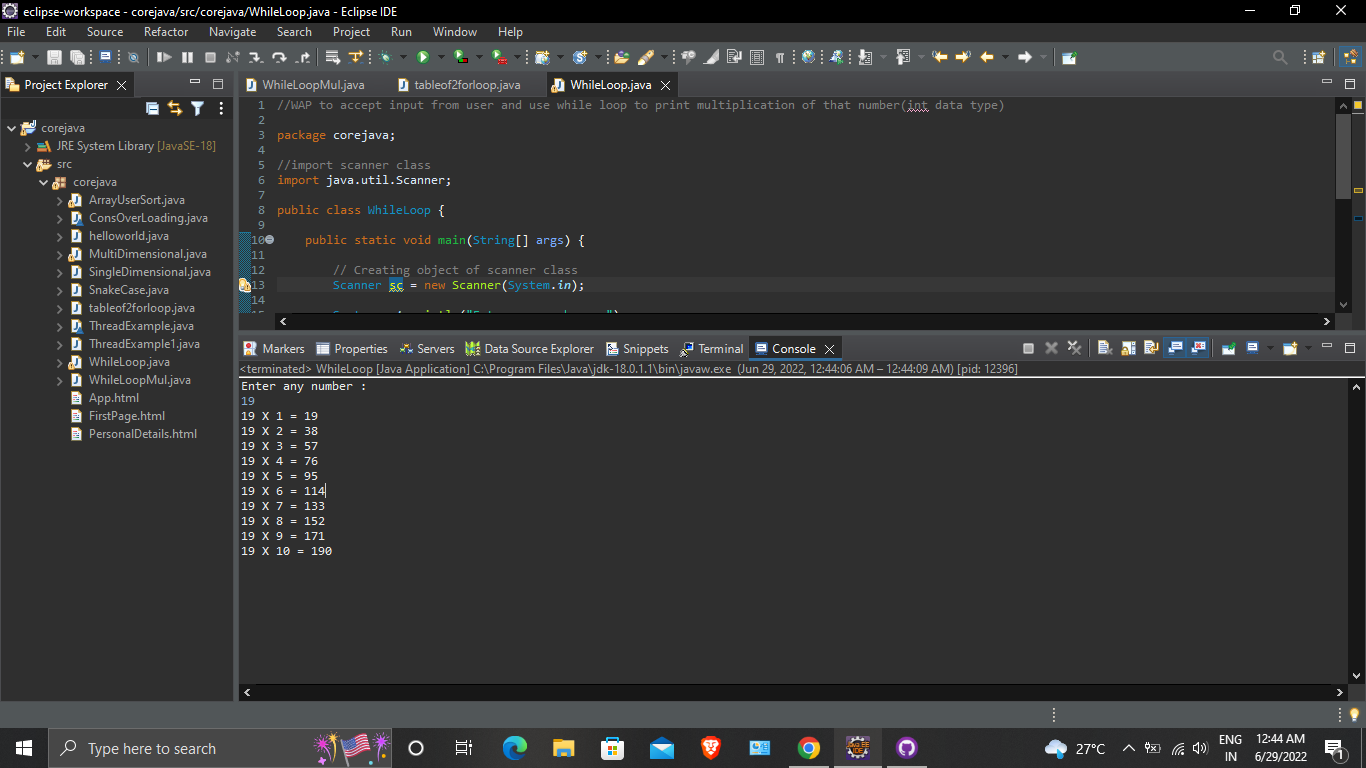 eclipse-workspace - corejava/src/corejava/WhileLoop.java - Eclipse IDE
File Edit Source Refactor Navigate Search Project Run Window Help
Project Explorer
corejava
JRE System Library [JavaSE-18]
src
corejava
ArrayUserSort.java
ConsOverLoading.java
helloworld.java
MultiDimensional.java
SingleDimensional.java
SnakeCase.java
tableof2forloop.java
ThreadExample.java
ThreadExample1.java
WhileLoop.java
WhileLoopMul.java
App.html
FirstPage.html
PersonalDetails.html
WhileLoopMul.java tableof2forloop.java WhileLoop.java
1 //WAP to accept input from user and use while loop to print multiplication of that number(int data type)
2
3 package corejava;
4
5 //import scanner class
6 import java.util.Scanner;
7
8 public class WhileLoop {
9
10 public static void main(String[] args) {
11
12 // Creating object of scanner class
13 Scanner sc = new Scanner(System.in);
14
Markers Properties Servers Data Source Explorer Snippets Terminal Console
<terminated> WhileLoop [Java Application] C:\Program Files\Java\jdk-18.0.1.1\bin\javaw.exe (Jun 29, 2022, 12:44:06 AM – 12:44:09 AM) [pid: 12396]
Enter any number :
19
19 X 1 = 19
19 X 2 = 38
19 X 3 = 57
19 X 4 = 76
19 X 5 = 95
19 X 6 = 114
19 X 7 = 133
19 X 8 = 152
19 X 9 = 171
19 X 10 = 190
Type here to search
27°C
ENG
IN
12:44 AM
6/29/2022
1